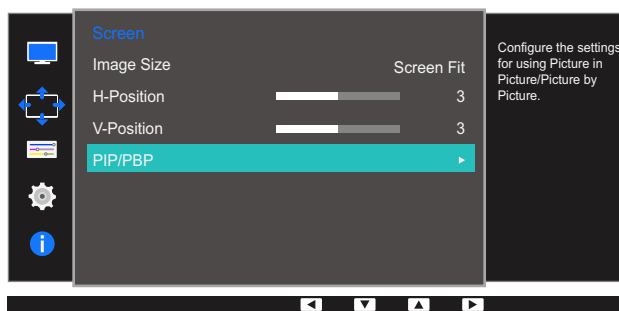 Screen
Image Size Screen Fit
H-Position 3
V-Position 3
PIP/PBP
Configure the settings
for using Picture in
Picture/Picture by
Picture.